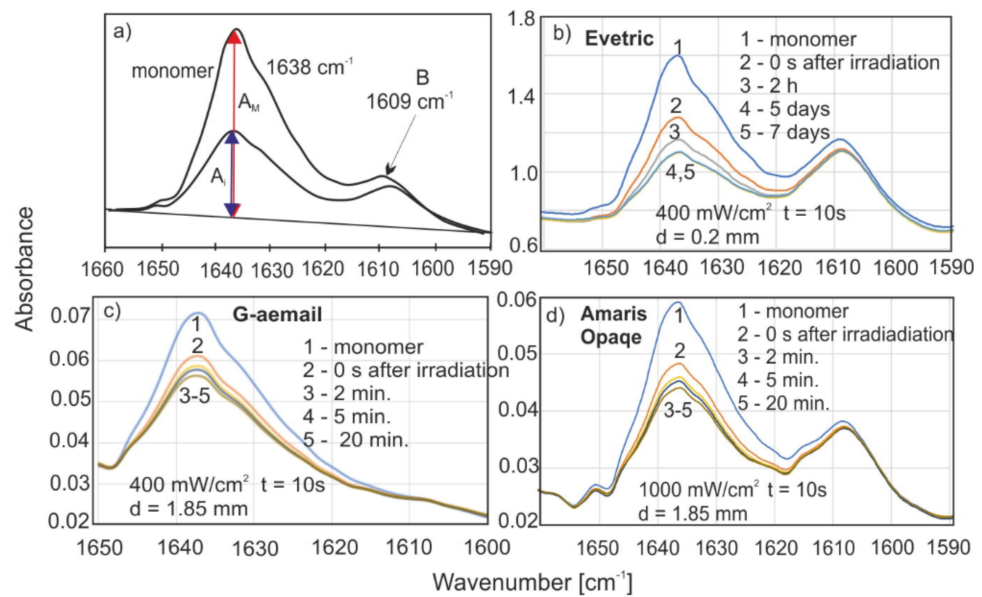 Absorbance
a)
monomer
1638 cm⁻¹
A_M
A_i
B
1609 cm⁻¹
1660 1650 1640 1630 1620 1610 1600 1590
b) Evetric
1.8
1.4
1.0
0.6
1
2
3
4,5
1 - monomer
2 - 0 s after irradiation
3 - 2 h
4 - 5 days
5 - 7 days
400 mW/cm² t = 10s
d = 0.2 mm
1650 1640 1630 1620 1610 1600 1590
c) G-aemail
0.07
0.06
0.05
0.04
0.03
0.02
1
2
3-5
1 - monomer
2 - 0 s after irradiation
3 - 2 min.
4 - 5 min.
5 - 20 min.
400 mW/cm² t = 10s
d = 1.85 mm
1650 1640 1630 1620 1610 1600
d) Amaris
Opaqe
0.06
0.05
0.04
0.03
0.02
1
2
3-5
1 - monomer
2 - 0 s after irradiadiation
3 - 2 min.
4 - 5 min.
5 - 20 min.
1000 mW/cm² t = 10s
d = 1.85 mm
1650 1640 1630 1620 1610 1600 1590
Wavenumber [cm⁻¹]